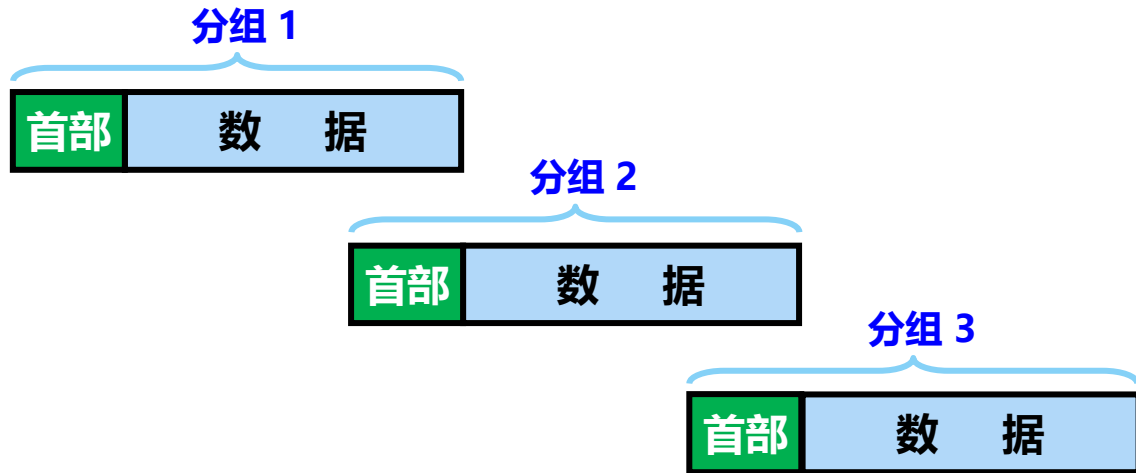 分组 1
首部 数 据
分组 2
首部 数 据
分组 3
首部 数 据